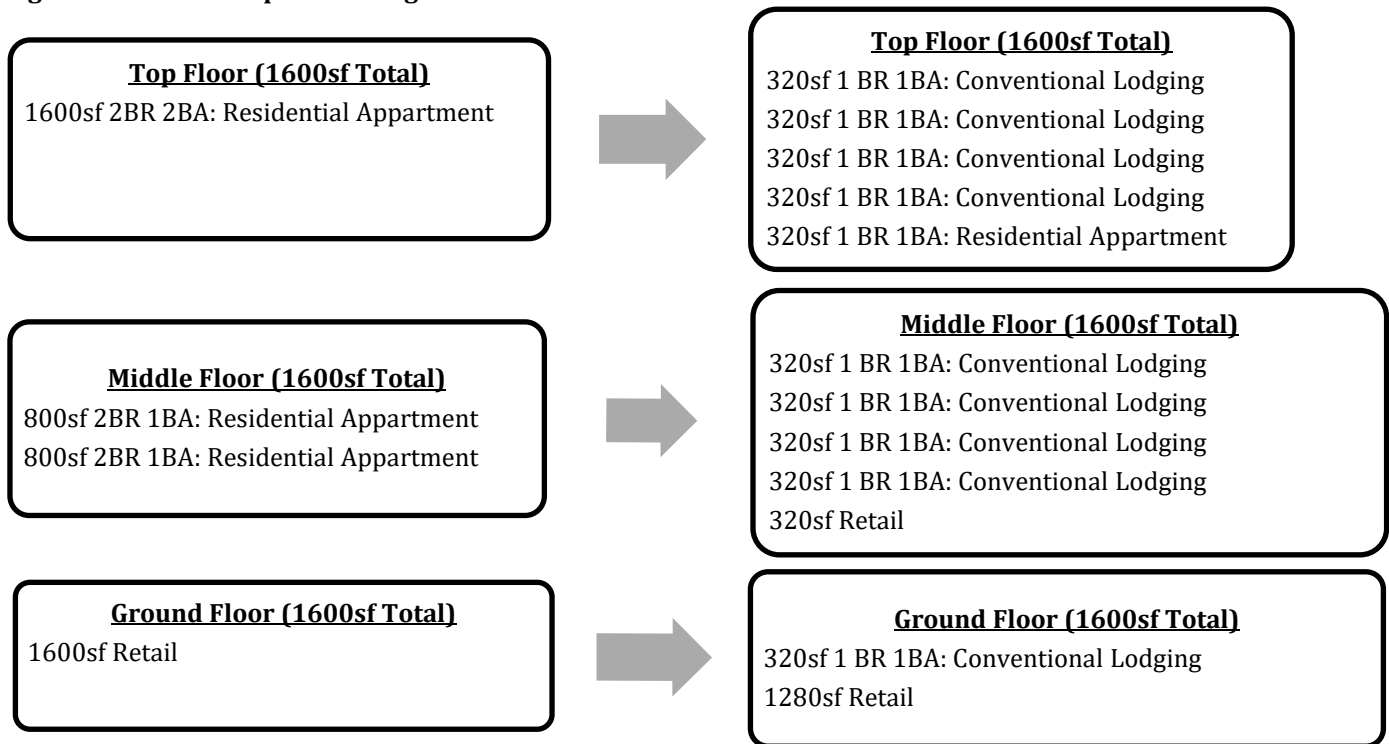 Top Floor (1600sf Total)
1600sf 2BR 2BA: Residential Appartment
Top Floor (1600sf Total)
320sf 1 BR 1BA: Conventional Lodging
320sf 1 BR 1BA: Conventional Lodging
320sf 1 BR 1BA: Conventional Lodging
320sf 1 BR 1BA: Conventional Lodging
320sf 1 BR 1BA: Residential Appartment
Middle Floor (1600sf Total)
800sf 2BR 1BA: Residential Appartment
800sf 2BR 1BA: Residential Appartment
Middle Floor (1600sf Total)
320sf 1 BR 1BA: Conventional Lodging
320sf 1 BR 1BA: Conventional Lodging
320sf 1 BR 1BA: Conventional Lodging
320sf 1 BR 1BA: Conventional Lodging
320sf Retail
Ground Floor (1600sf Total)
1600sf Retail
Ground Floor (1600sf Total)
320sf 1 BR 1BA: Conventional Lodging
1280sf Retail